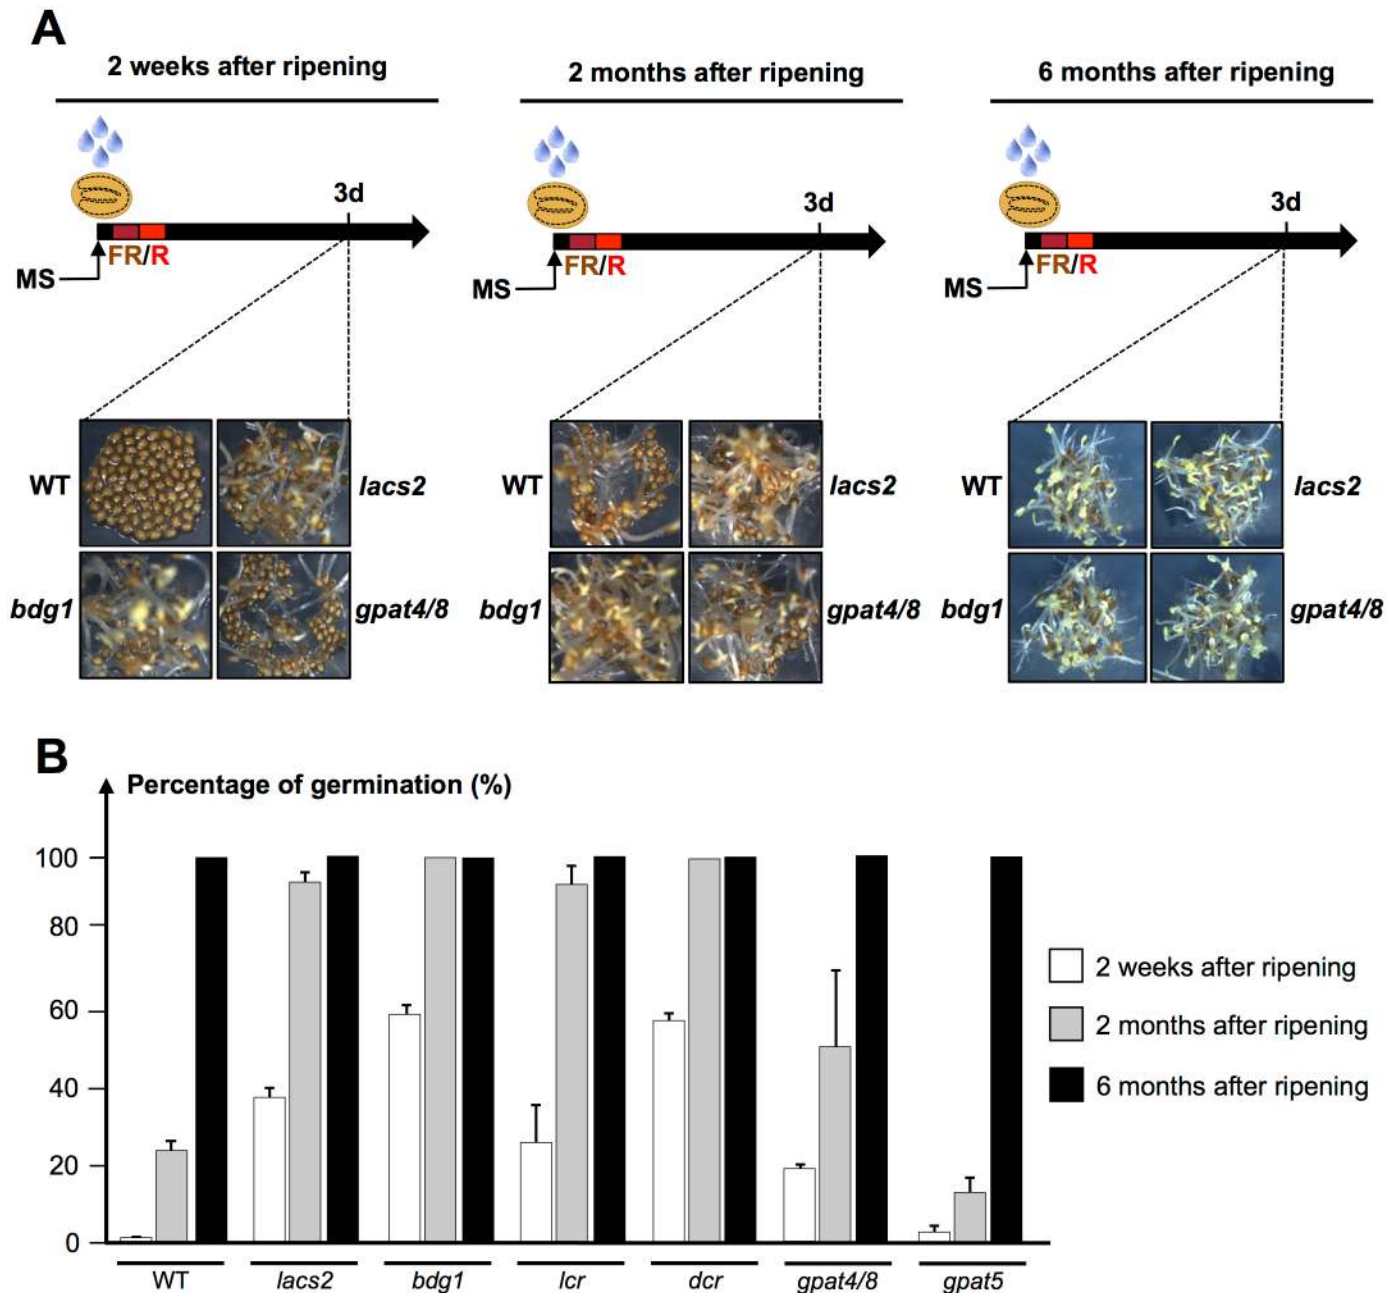 A
2 weeks after ripening
2 months after ripening
6 months after ripening
3d
3d
3d
FR/R
FR/R
FR/R
MS
MS
MS
WT
lacs2
WT
lacs2
WT
lacs2
bdg1
gpat4/8
bdg1
gpat4/8
bdg1
gpat4/8
B
Percentage of germination (%)
100
80
60
40
20
0
2 weeks after ripening
2 months after ripening
6 months after ripening
WT
lacs2
bdg1
lcr
dcr
gpat4/8
gpat5